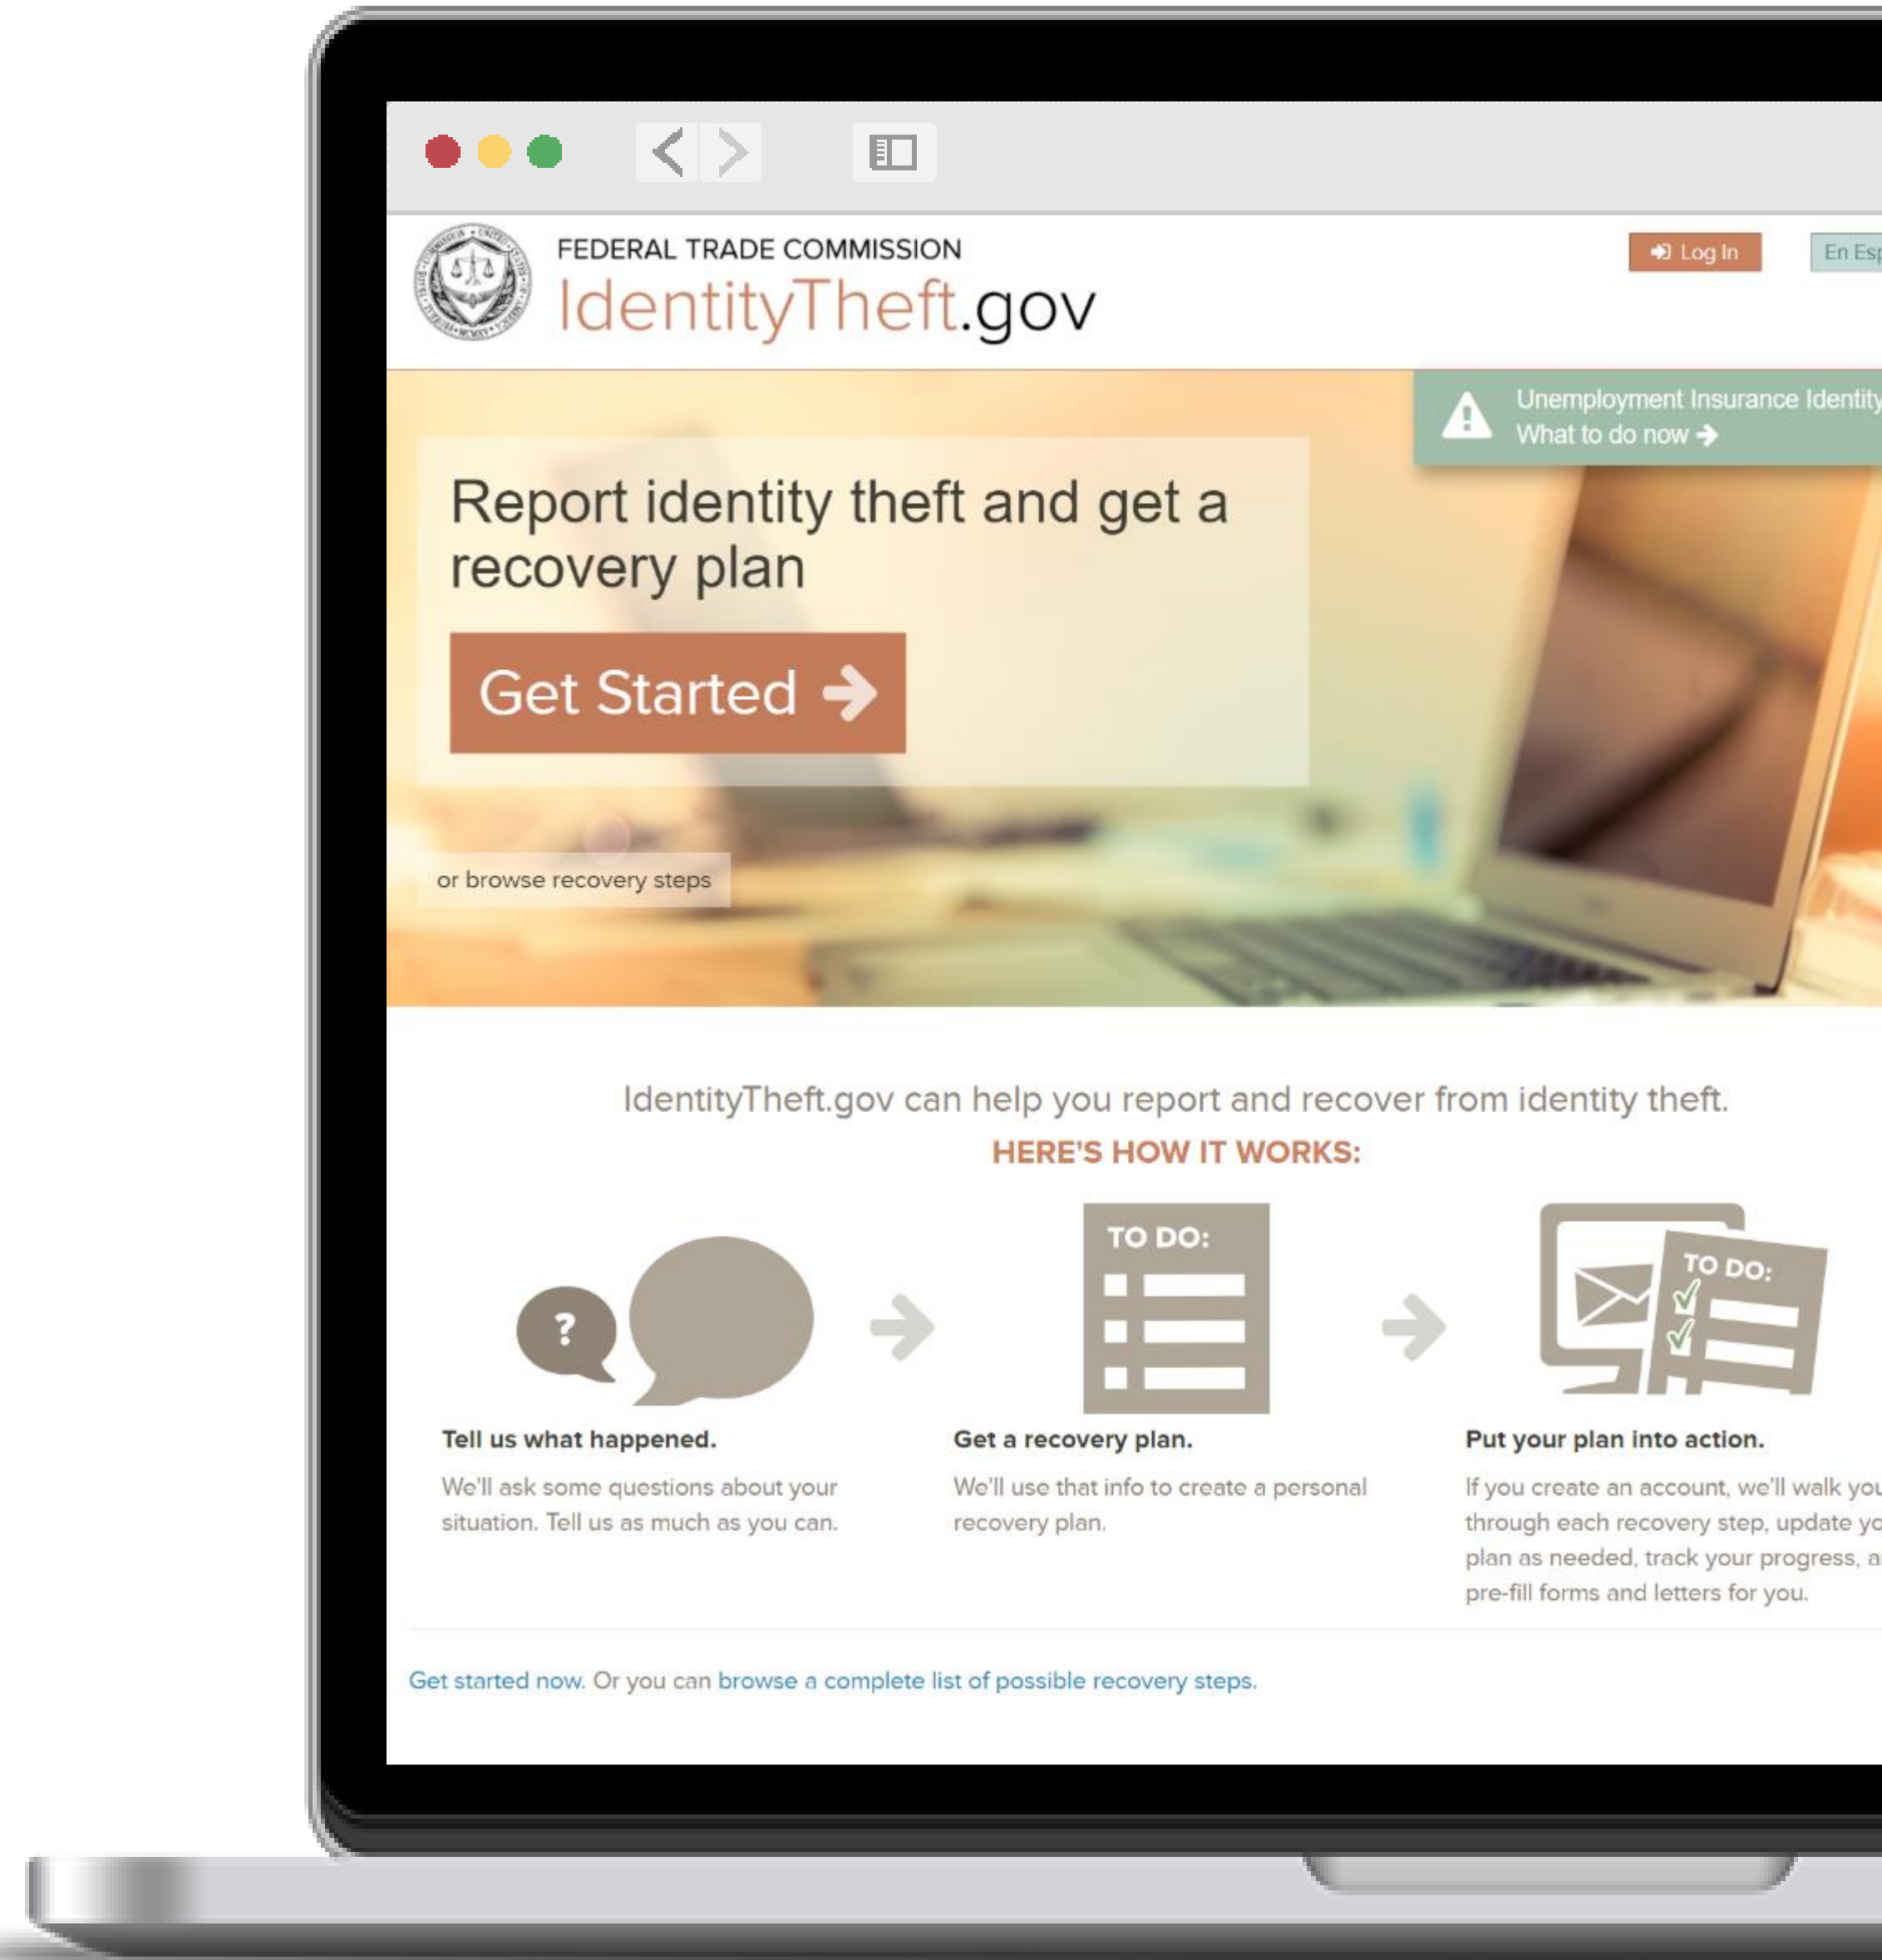 FEDERAL TRADE COMMISSION
IdentityTheft.gov
Log In
En
Unemployment Insurance Identity
What to do now
Report identity theft and get a
recovery plan
Get Started
or browse recovery steps
IdentityTheft.gov can help you report and recover from identity theft.
HERE'S HOW IT WORKS:
?
TO DO:
TO DO:
Tell us what happened.
We'll ask some questions about your
situation. Tell us as much as you can.
Get a recovery plan.
We'll use that info to create a personal
recovery plan.
Put your plan into action.
If you create an account, we'll walk you
through each recovery step, update
plan as needed, track your progress,
pre-fill forms and letters for you.
Get started now. Or you can browse a complete list of possible recovery steps.